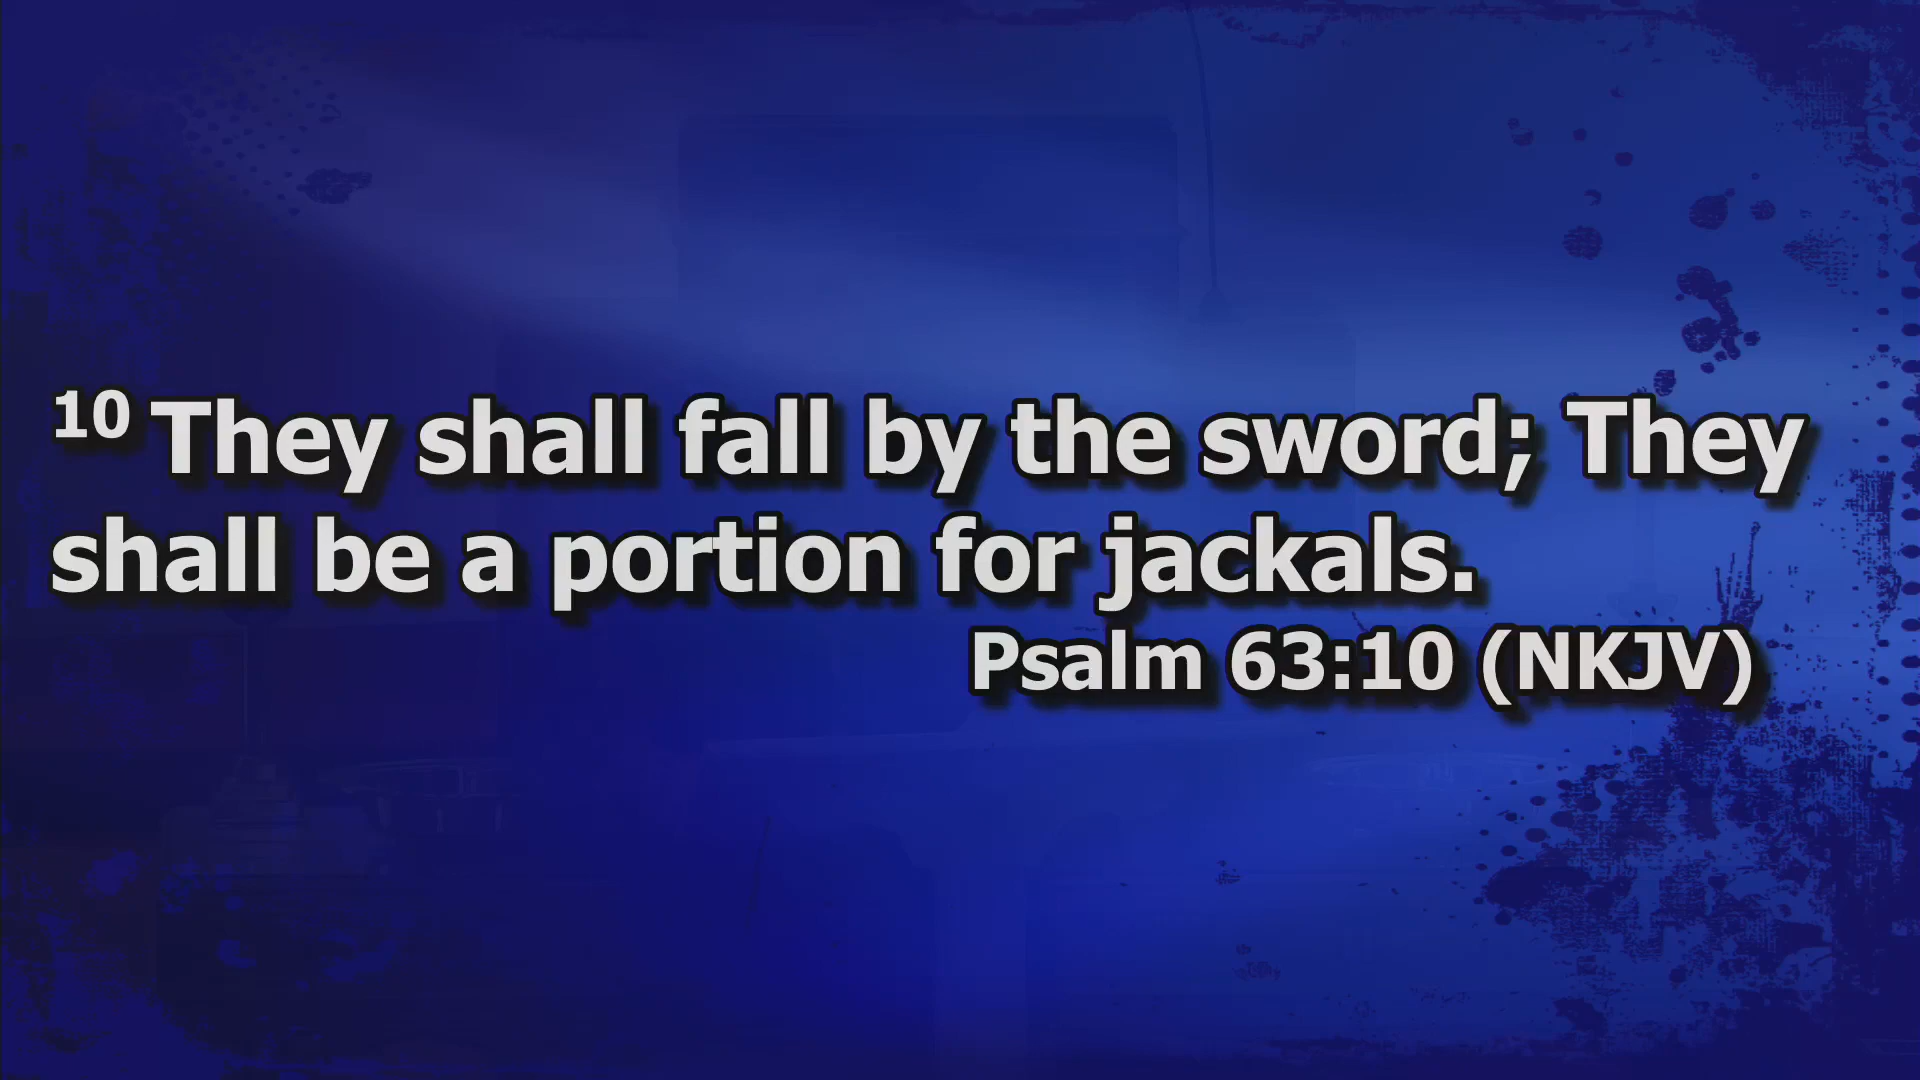 10 They shall fall by the sword; They
shall be a portion for jackals.
Psalm 63:10 (NKJV)